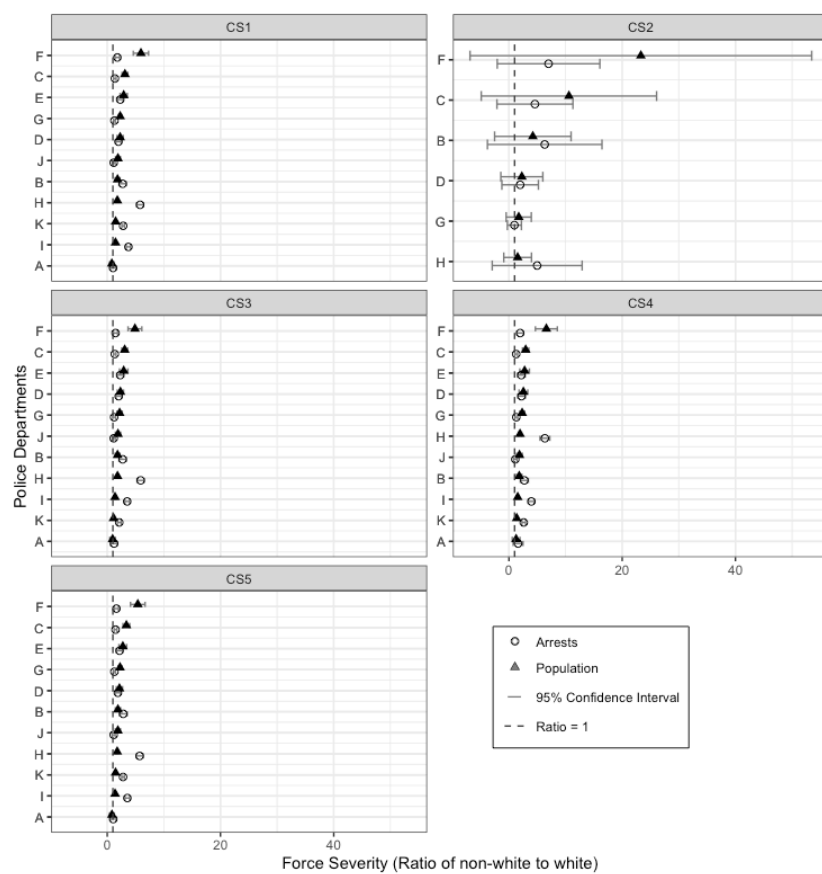 CS1
F
C
E
G
D
J
B
H
K
I
A
CS2
F
C
B
D
G
H
CS3
F
C
E
D
G
J
B
H
I
K
A
CS4
F
C
E
D
G
H
J
B
I
K
A
0 20 40
CS5
F
C
E
G
D
B
J
H
K
I
A
0 20 40
Police Departments
Force Severity (Ratio of non-white to white)
Arrests
Population
95% Confidence Interval
Ratio = 1